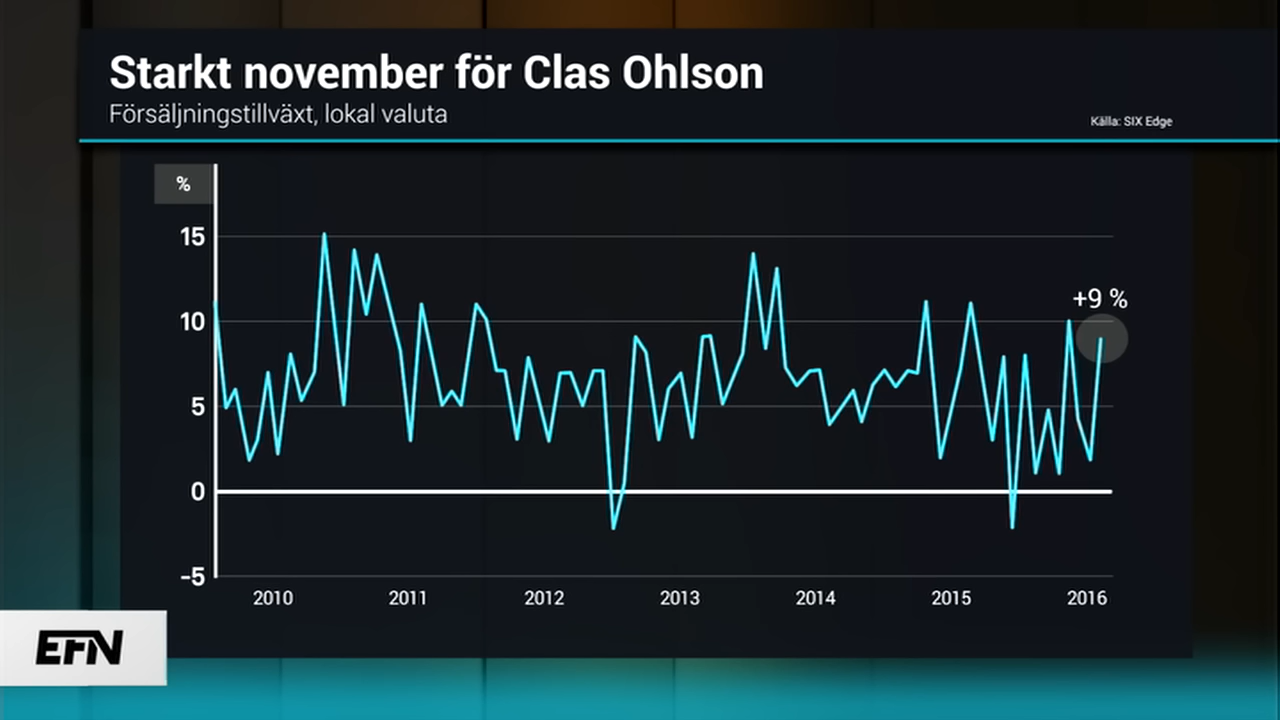 Starkt november för Clas Ohlson
Försäljningstillväxt, lokal valuta
Källa: SIX Edge
%
15
10
5
0
-5
+9 %
2010 2011 2012 2013 2014 2015 2016
EFN